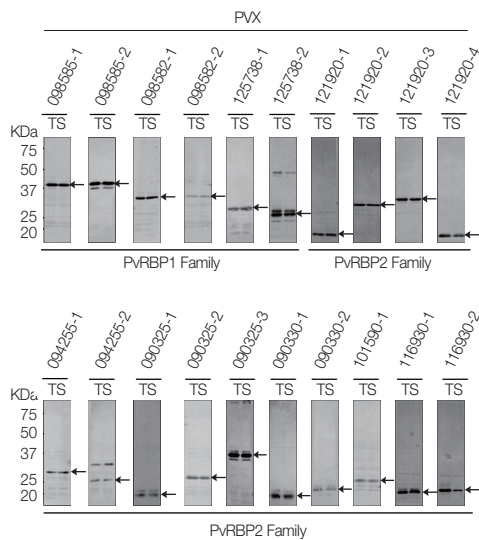 PVX
098585-1 098585-2 098582-1 098582-2 125738-1 125738-2 121920-1 121920-2 121920-3 121920-4
TS TS TS TS TS TS TS TS TS TS
KDa
75
50
37
25
20
PvRBP1 Family PvRBP2 Family
094255-1 094255-2 090325-1 090325-2 090325-3 090330-1 090330-2 101590-1 116930-1 116930-2
TS TS TS TS TS TS TS TS TS TS
KDa
75
50
37
25
20
PvRBP2 Family